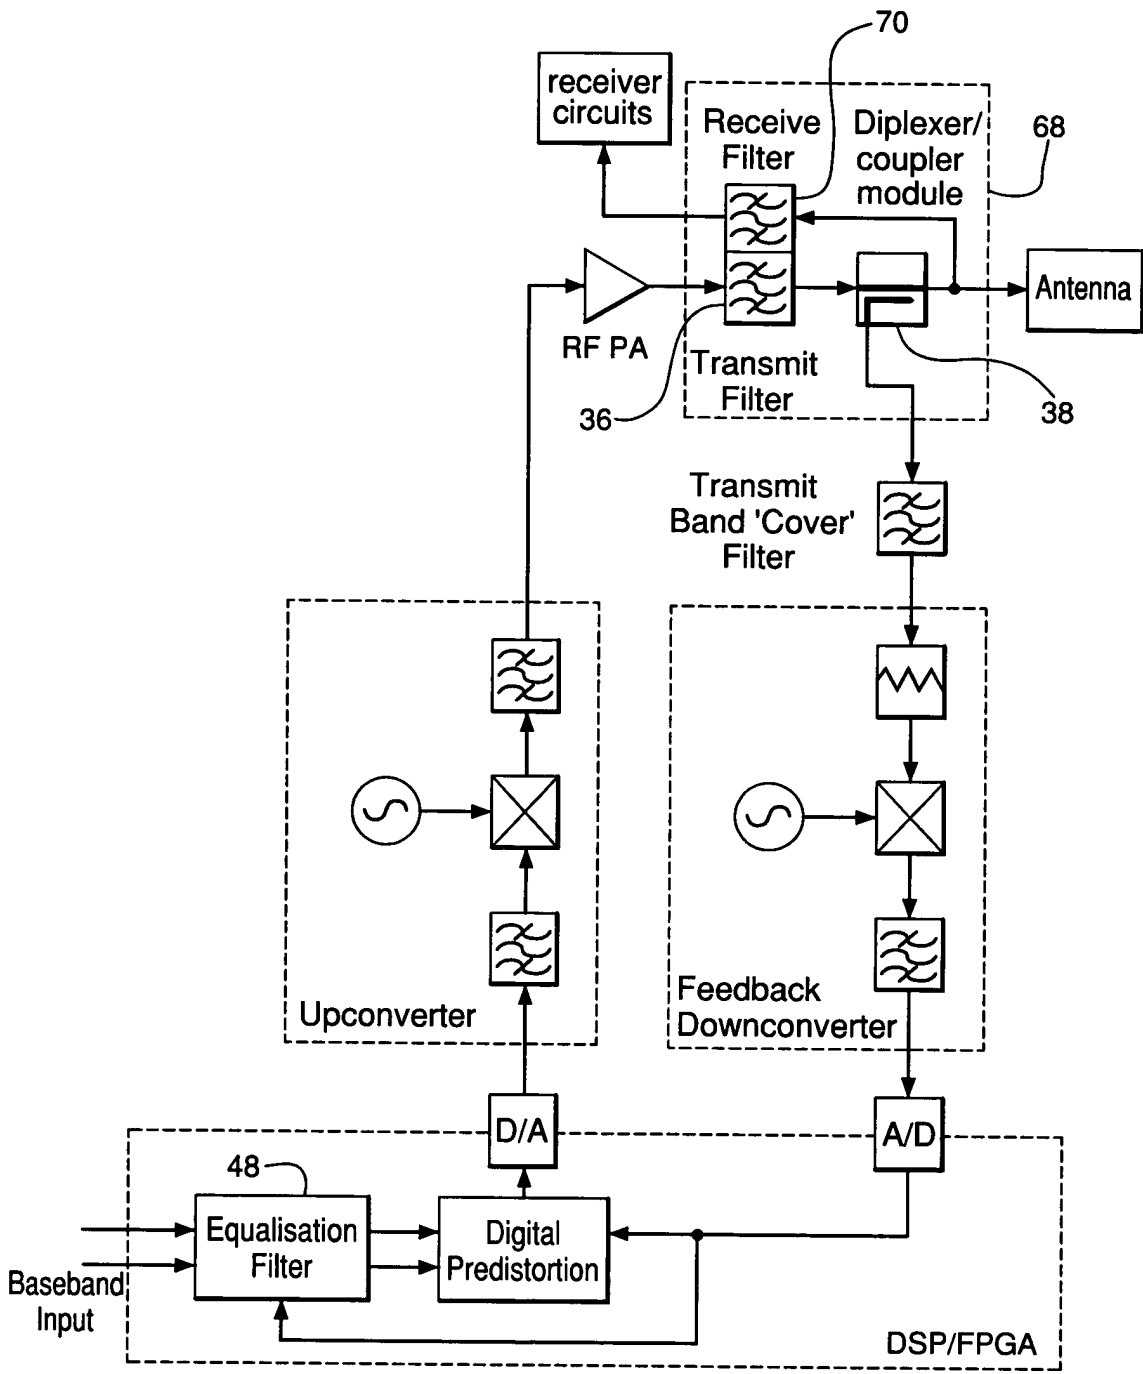 70
receiver
circuits
Receive
Filter
Diplexer/
coupler
module
68
Antenna
RF PA
Transmit
Filter
36
38
Transmit
Band 'Cover'
Filter
Upconverter
Feedback
Downconverter
D/A
A/D
48
Equalisation
Filter
Digital
Predistortion
Baseband
Input
DSP/FPGA